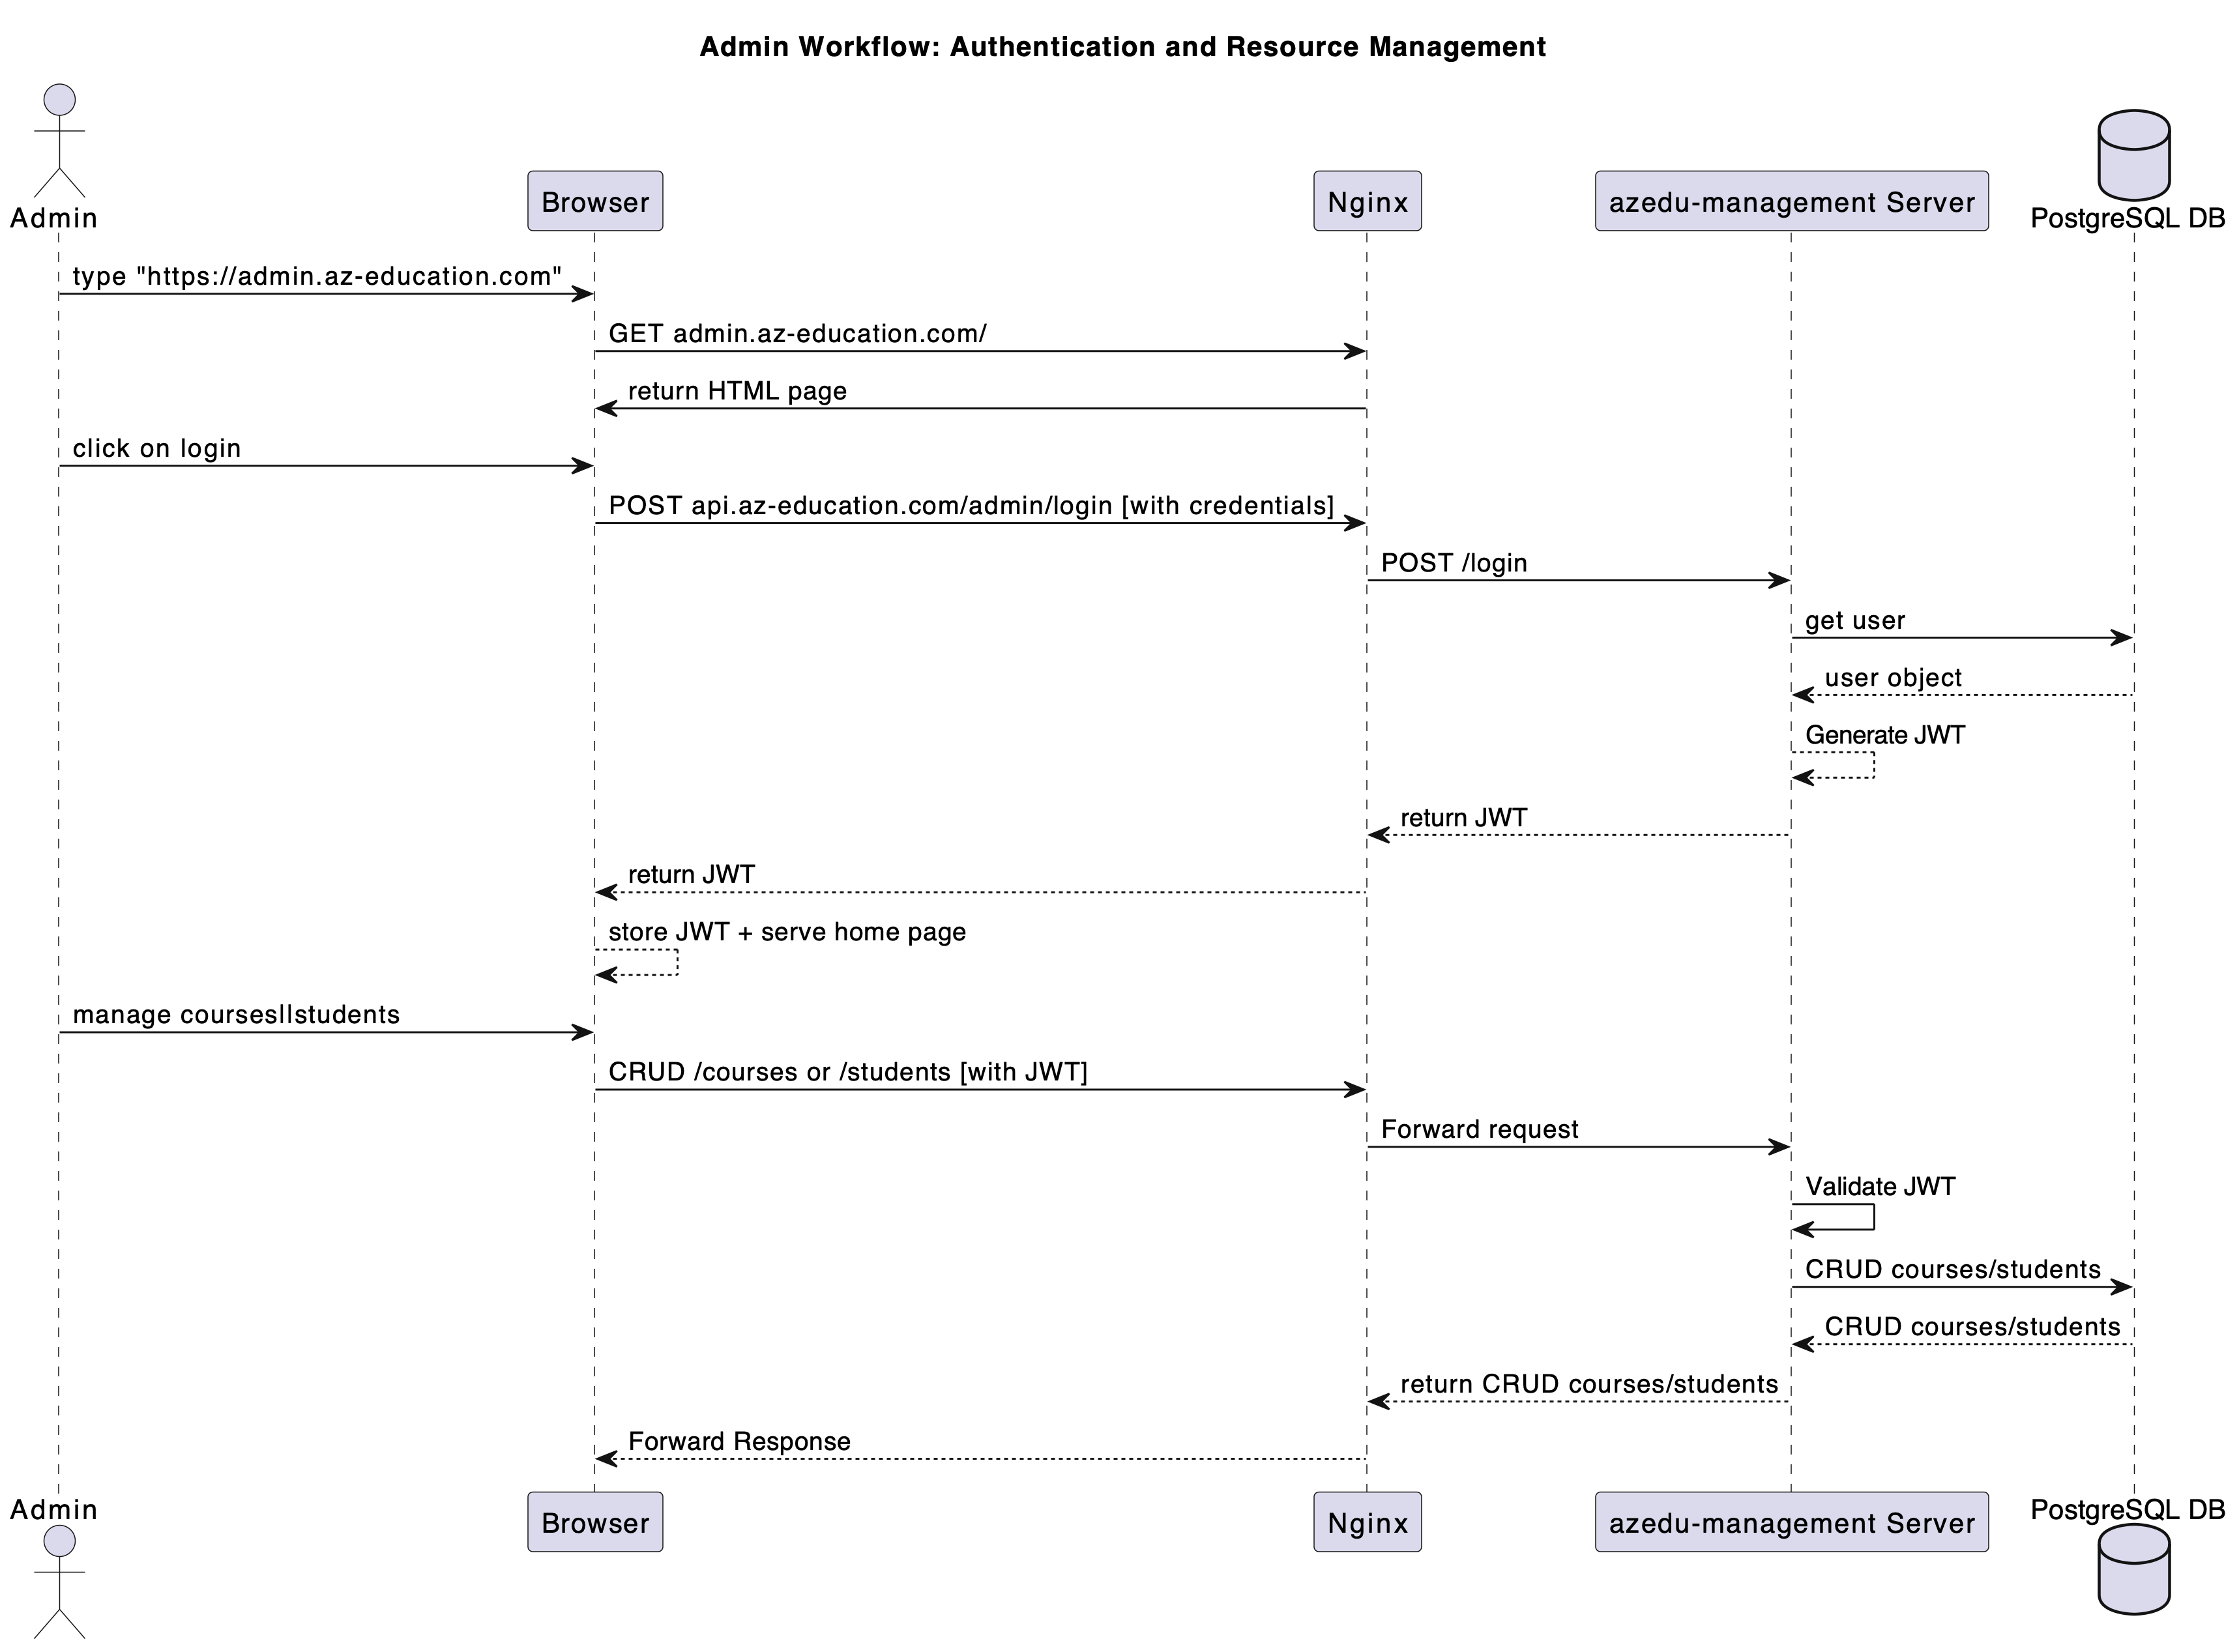 Admin Workflow: Authentication and Resource Management
Admin
Browser
Nginx
azedu-management Server
PostgreSQL DB
type "https://admin.az-education.com"
GET admin.az-education.com/
return HTML page
click on login
POST api.az-education.com/admin/login [with credentials]
POST /login
get user
user object
Generate JWT
return JWT
return JWT
store JWT + serve home page
manage courses||students
CRUD /courses or /students [with JWT]
Forward request
Validate JWT
CRUD courses/students
CRUD courses/students
return CRUD courses/students
Forward Response
Admin
Browser
Nginx
azedu-management Server
PostgreSQL DB